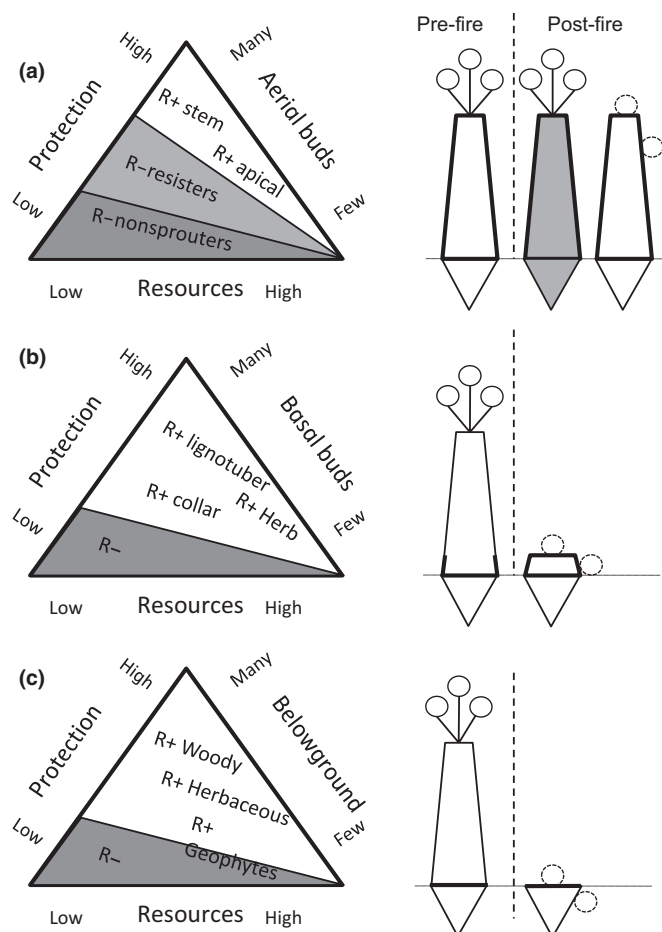 Pre-fire
Post-fire
(a)
High
Many
Protection
Aerial buds
R+ stem
R+ apical
R–resisters
R–nonsprouters
Low
Few
Low
Resources
High
(b)
High
Many
Protection
Basal buds
R+ lignotuber
R+ collar
R+ Herb
R–
Low
Few
Low
Resources
High
(c)
High
Many
Protection
Belowground
R+ Woody
R+ Herbaceous
R+
Geophytes
R–
Low
Few
Low
Resources
High